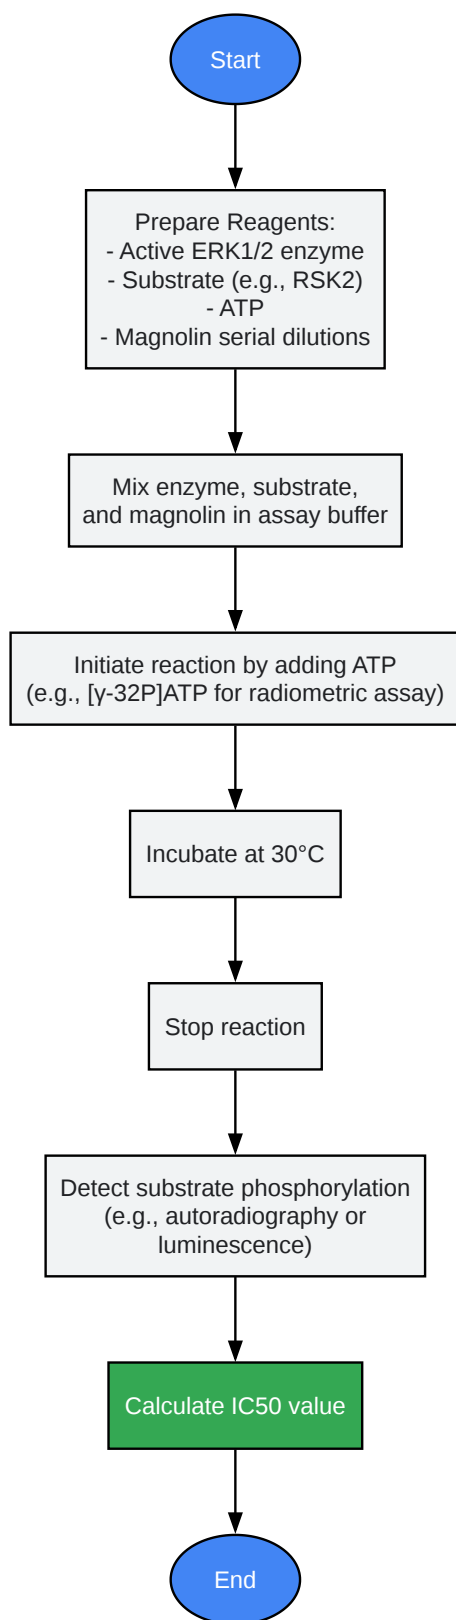 Start
Prepare Reagents:
- Active ERK1/2 enzyme
- Substrate (e.g., RSK2)
- ATP
- Magnolin serial dilutions
Mix enzyme, substrate,
and magnolin in assay buffer
Initiate reaction by adding ATP
(e.g., [γ-32P]ATP for radiometric assay)
Incubate at 30°C
Stop reaction
Detect substrate phosphorylation
(e.g., autoradiography or
luminescence)
Calculate IC50 value
End